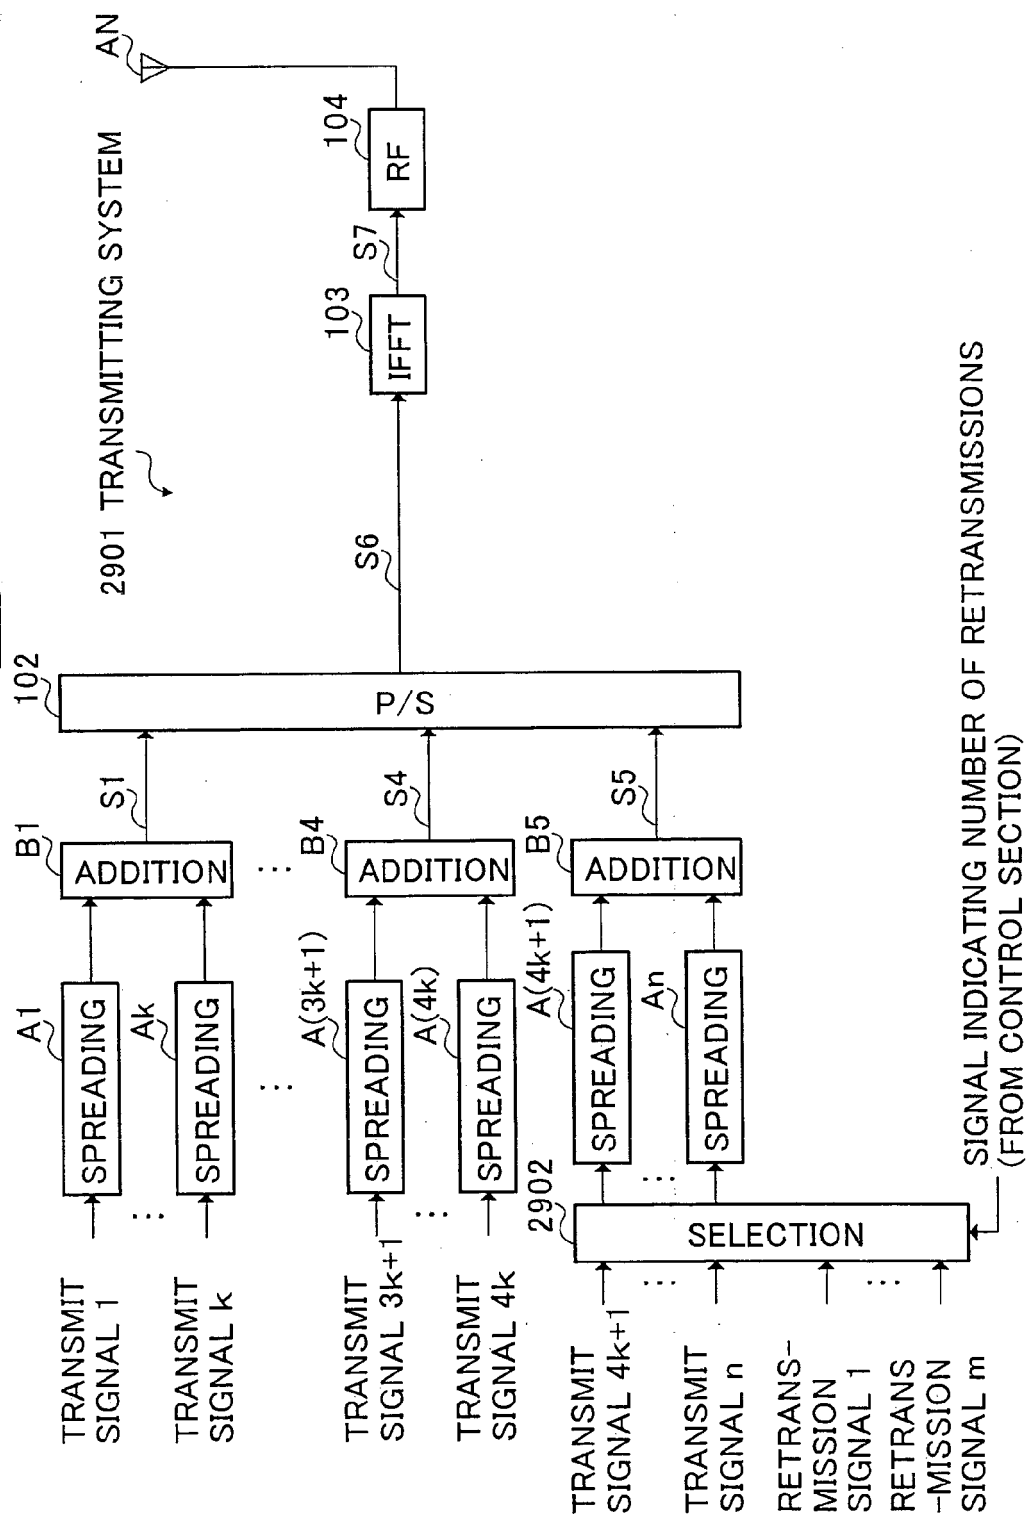 2901 TRANSMITTING SYSTEM
AN
TRANSMIT
SIGNAL 1
A1
SPREADING
B1
ADDITION
S1
102
P/S
S6
103
IFFT
S7
104
RF
...
TRANSMIT
SIGNAL k
Ak
SPREADING
...
...
TRANSMIT
SIGNAL 3k+1
A(3k+1)
SPREADING
B4
ADDITION
S4
...
TRANSMIT
SIGNAL 4k
A(4k)
SPREADING
TRANSMIT
SIGNAL 4k+1
2902
SELECTION
A(4k+1)
SPREADING
B5
ADDITION
S5
...
...
TRANSMIT
SIGNAL n
An
SPREADING
RETRANS-
MISSION
SIGNAL 1
...
RETRANS
-MISSION
SIGNAL m
SIGNAL INDICATING NUMBER OF RETRANSMISSIONS
(FROM CONTROL SECTION)